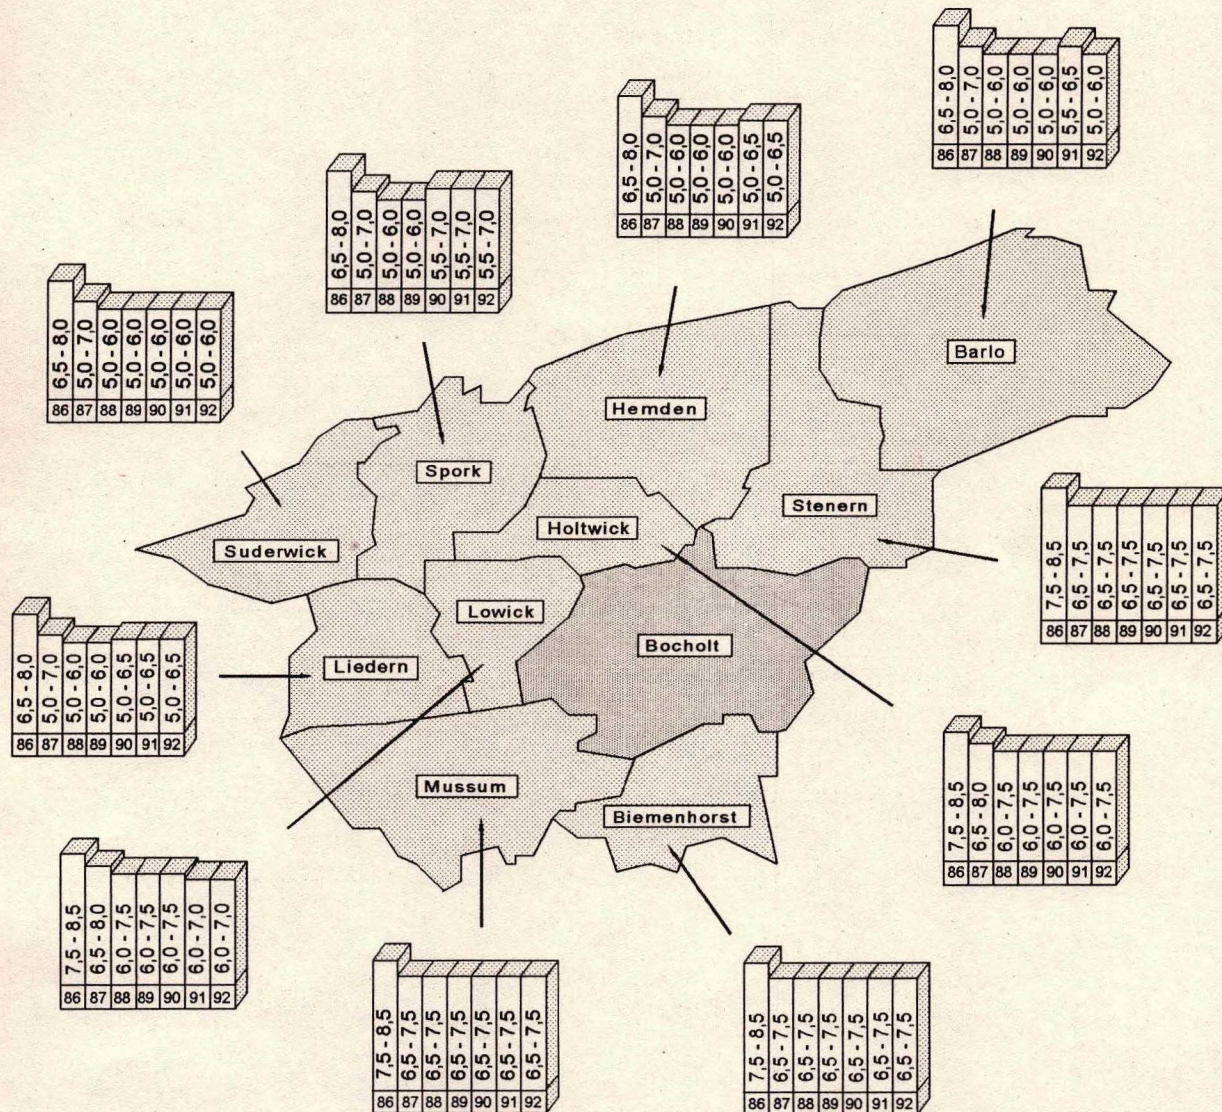 6,5 - 8,0 5,0 - 7,0 5,0 - 6,0 5,0 - 6,0 5,0 - 6,0 5,5 - 6,5 5,0 - 6,0
86 87 88 89 90 91 92
6,5 - 8,0 5,0 - 7,0 5,0 - 6,0 5,0 - 6,0 5,0 - 6,0 5,0 - 6,5 5,0 - 6,5
86 87 88 89 90 91 92
6,5 - 8,0 5,0 - 7,0 5,0 - 6,0 5,0 - 6,0 5,5 - 7,0 5,5 - 7,0 5,5 - 7,0
86 87 88 89 90 91 92
6,5 - 8,0 5,0 - 7,0 5,0 - 6,0 5,0 - 6,0 5,0 - 6,0 5,0 - 6,0 5,0 - 6,0
86 87 88 89 90 91 92
Barlo
Hemden
Spork
Stenern
Holtwick
Suderwick
7,5 - 8,5 6,5 - 7,5 6,5 - 7,5 6,5 - 7,5 6,5 - 7,5 6,5 - 7,5 6,5 - 7,5
86 87 88 89 90 91 92
Lowick
Bocholt
Liedern
6,5 - 8,0 5,0 - 7,0 5,0 - 6,0 5,0 - 6,0 5,0 - 6,5 5,0 - 6,5 5,0 - 6,5
86 87 88 89 90 91 92
Mussum
Biemenhorst
7,5 - 8,5 6,5 - 8,0 6,0 - 7,5 6,0 - 7,5 6,0 - 7,5 6,0 - 7,5 6,0 - 7,5
86 87 88 89 90 91 92
7,5 - 8,5 6,5 - 8,0 6,0 - 7,5 6,0 - 7,5 6,0 - 7,5 6,0 - 7,0 6,0 - 7,0
86 87 88 89 90 91 92
7,5 - 8,5 6,5 - 7,5 6,5 - 7,5 6,5 - 7,5 6,5 - 7,5 6,5 - 7,5 6,5 - 7,5
86 87 88 89 90 91 92
7,5 - 8,5 6,5 - 7,5 6,5 - 7,5 6,5 - 7,5 6,5 - 7,5 6,5 - 7,5 6,5 - 7,5
86 87 88 89 90 91 92